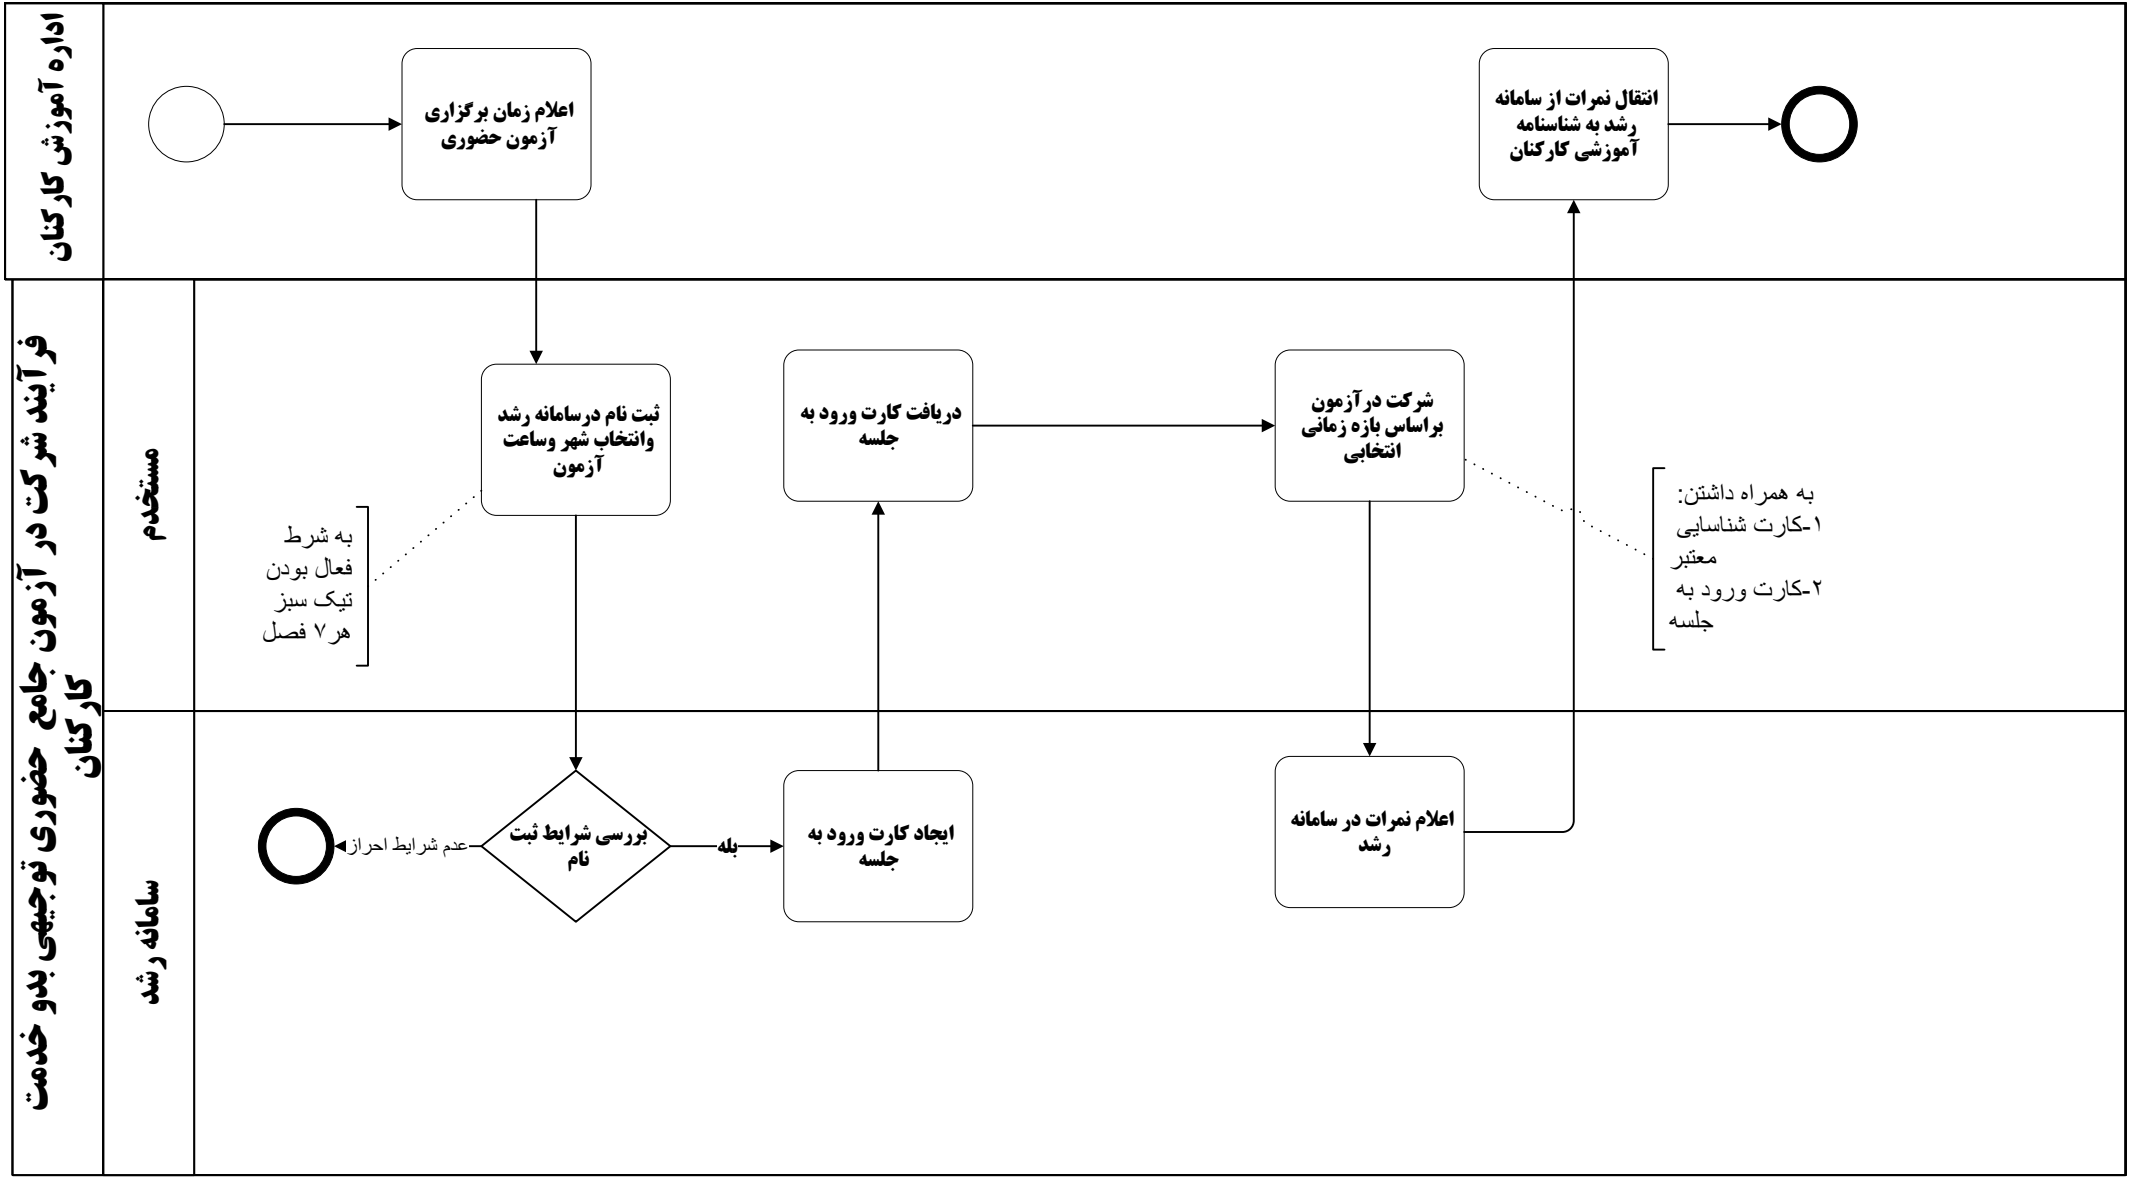 اداره آموزش کارکنان
اعلام زمان برگزاری
آزمون حضوری
انتقال نمرات از سامانه
رشد به شناسنامه
آموزشی کارکنان
فرآیند شرکت در آزمون جامع حضوری توجیهی بدو خدمت
کارکنان
مستخدم
ثبت نام درسامانه رشد
وانتخاب شهر وساعت
آزمون
به شرط
فعال بودن
تیک سبز
هر۷ فصل
دریافت کارت ورود به
جلسه
شرکت درآزمون
براساس بازه زمانی
انتخابی
به همراه داشتن:
۱-کارت شناسایی
معتبر
۲-کارت ورود به
جلسه
سامانه رشد
عدم شرایط احراز
بررسی شرایط ثبت
نام
بله
ایجاد کارت ورود به
جلسه
اعلام نمرات در سامانه
رشد